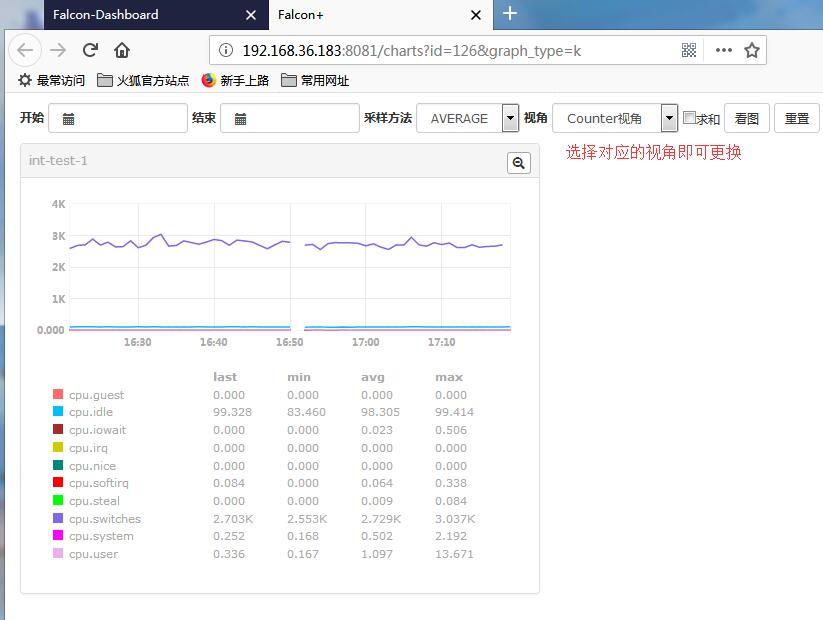 Falcon-Dashboard
Falcon+
192.168.36.183:8081/charts?id=126&graph_type=k
最常访问 火狐官方站点 新手上路 常用网址
开始 结束 采样方法 AVERAGE 视角 Counter视角 求和 看图 重置
选择对应的视角即可更换
int-test-1
4K
3K
2K
1K
0.000
16:30 16:40 16:50 17:00 17:10
last min avg max
cpu.guest 0.000 0.000 0.000 0.000
cpu.idle 99.328 83.460 98.305 99.414
cpu.iowait 0.000 0.000 0.023 0.506
cpu.irq 0.000 0.000 0.000 0.000
cpu.nice 0.000 0.000 0.000 0.000
cpu.softirq 0.084 0.000 0.064 0.338
cpu.steal 0.000 0.000 0.009 0.084
cpu.switches 2.703K 2.553K 2.729K 3.037K
cpu.system 0.252 0.168 0.502 2.192
cpu.user 0.336 0.167 1.097 13.671